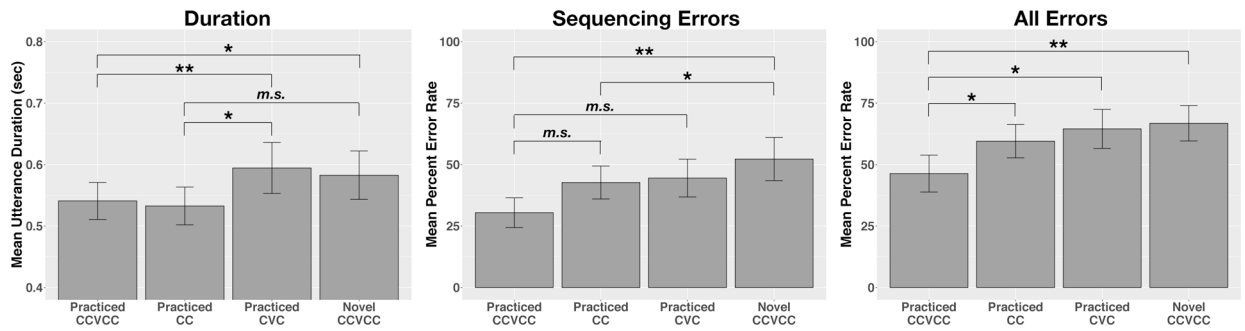 Duration
Mean Utterance Duration (sec)
0.8
0.7
0.6
0.5
0.4
*
**
m.s.
*
Practiced
CCVCC
Practiced
CC
Practiced
CVC
Novel
CCVCC
Sequencing Errors
Mean Percent Error Rate
100
75
50
25
0
**
*
m.s.
m.s.
Practiced
CCVCC
Practiced
CC
Practiced
CVC
Novel
CCVCC
All Errors
Mean Percent Error Rate
100
75
50
25
0
**
*
*
Practiced
CCVCC
Practiced
CC
Practiced
CVC
Novel
CCVCC